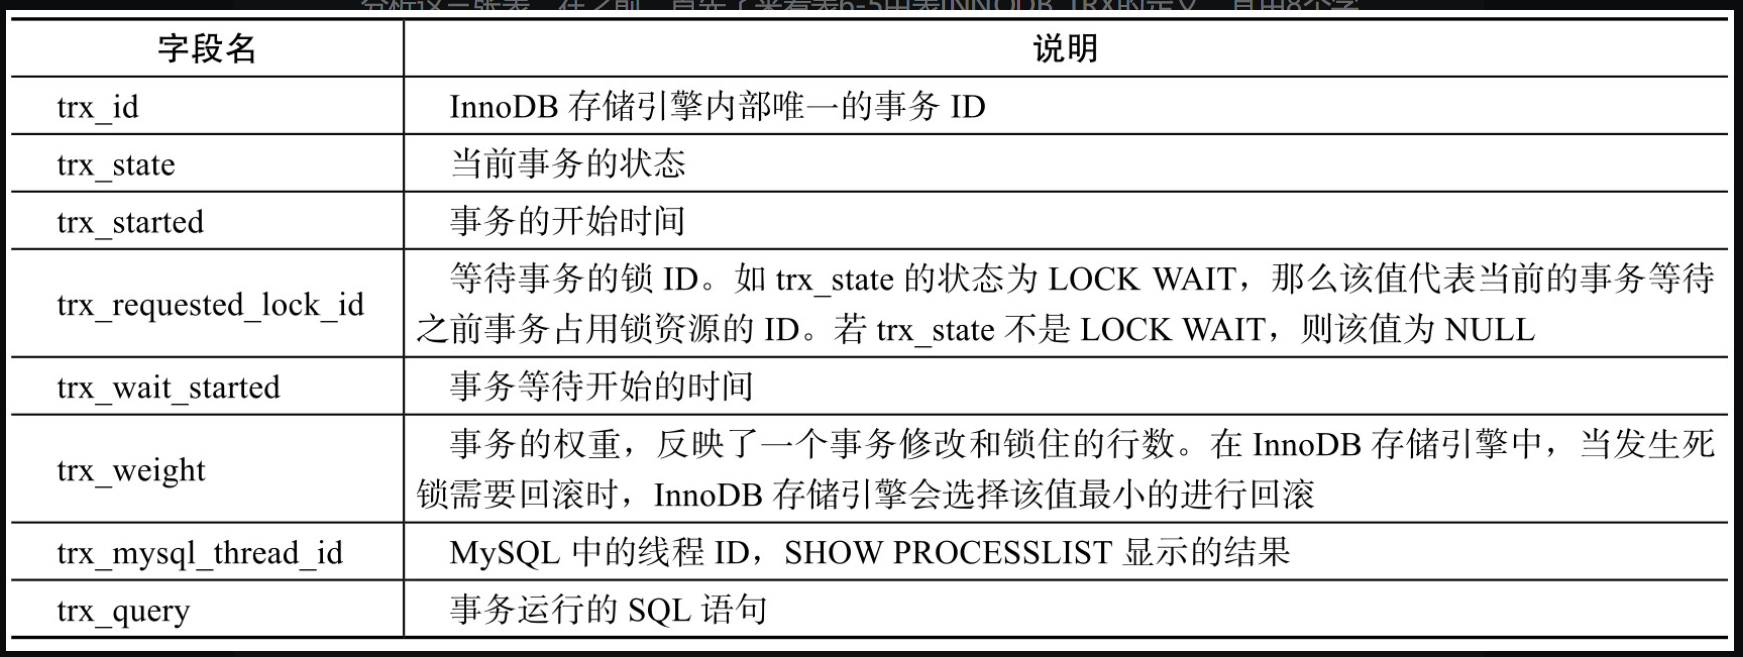 字段名 说明
trx_id InnoDB 存储引擎内部唯一的事务 ID
trx_state 当前事务的状态
trx_started 事务的开始时间
trx_requested_lock_id 等待事务的锁 ID。如 trx_state 的状态为 LOCK WAIT，那么该值代表当前的事务等待
之前事务占用锁资源的 ID。若 trx_state 不是 LOCK WAIT，则该值为 NULL
trx_wait_started 事务等待开始的时间
trx_weight 事务的权重，反映了一个事务修改和锁住的行数。在 InnoDB 存储引擎中，当发生死
锁需要回滚时，InnoDB 存储引擎会选择该值最小的进行回滚
trx_mysql_thread_id MySQL 中的线程 ID，SHOW PROCESSLIST 显示的结果
trx_query 事务运行的 SQL 语句